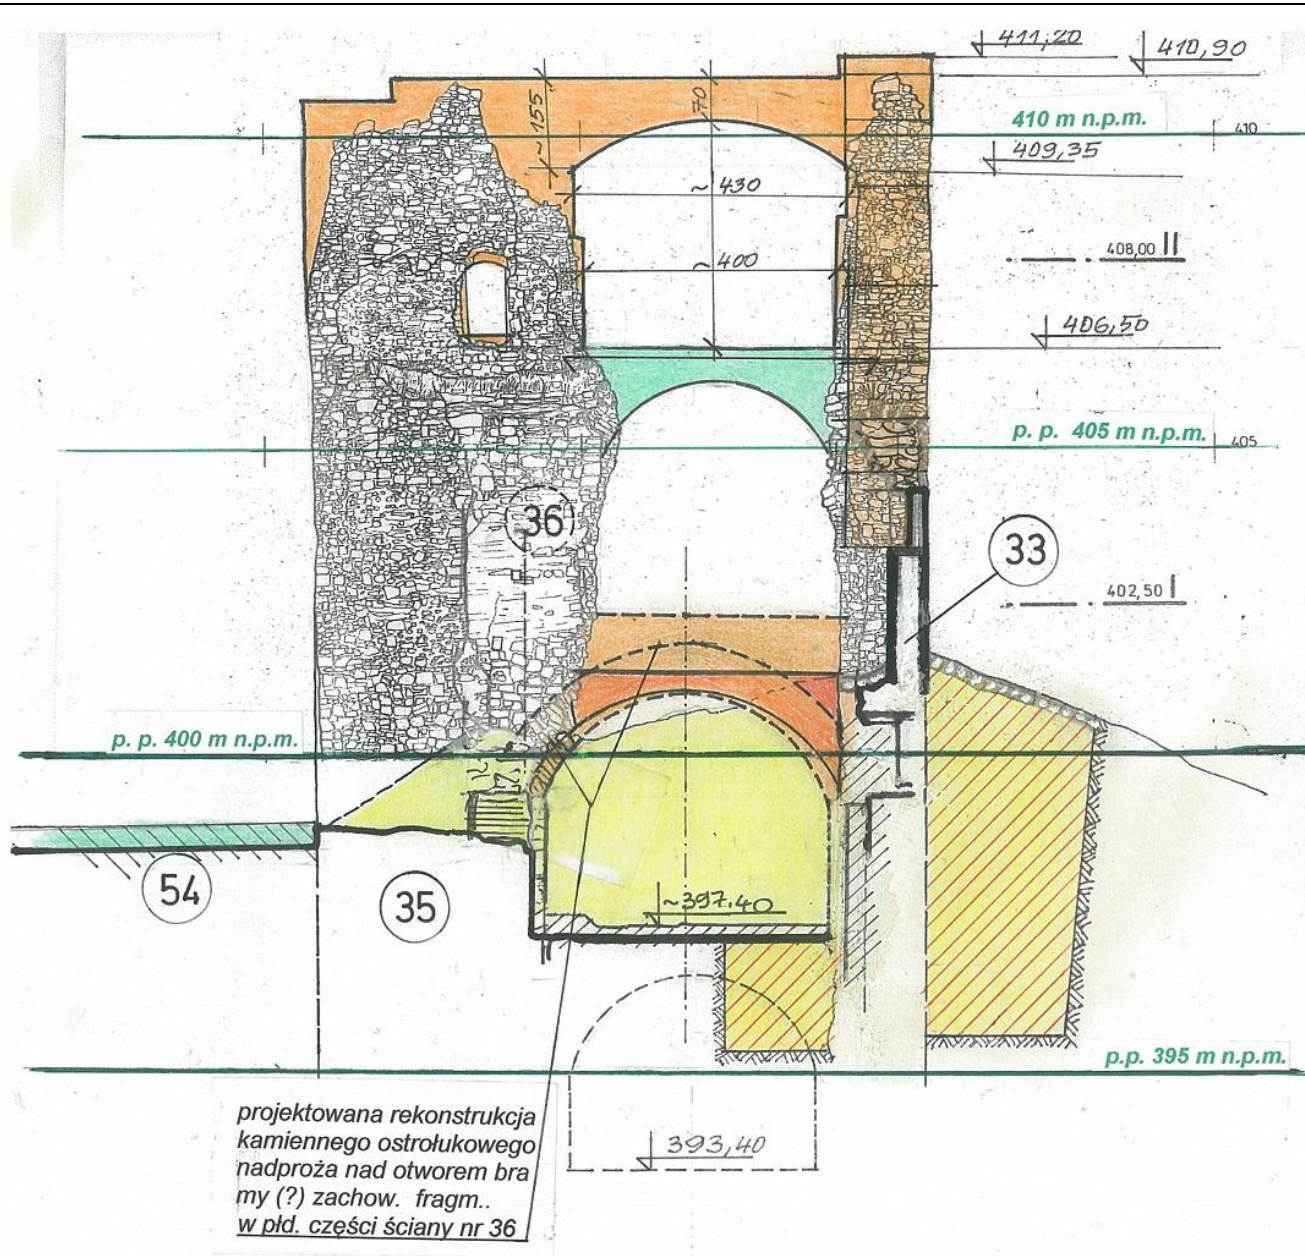 411,20
410,90
~155
70
410 m n.p.m.
410
409,35
~430
408,00 II
~400
406,50
p. p. 405 m n.p.m.
405
36
33
402,50 I
p. p. 400 m n.p.m.
54
35
~397.40
p.p. 395 m n.p.m.
projektowana rekonstrukcja
kamiennego ostrołukowego
nadproża nad otworem bra
my (?) zachow. fragm..
w płd. części ściany nr 36
393,40